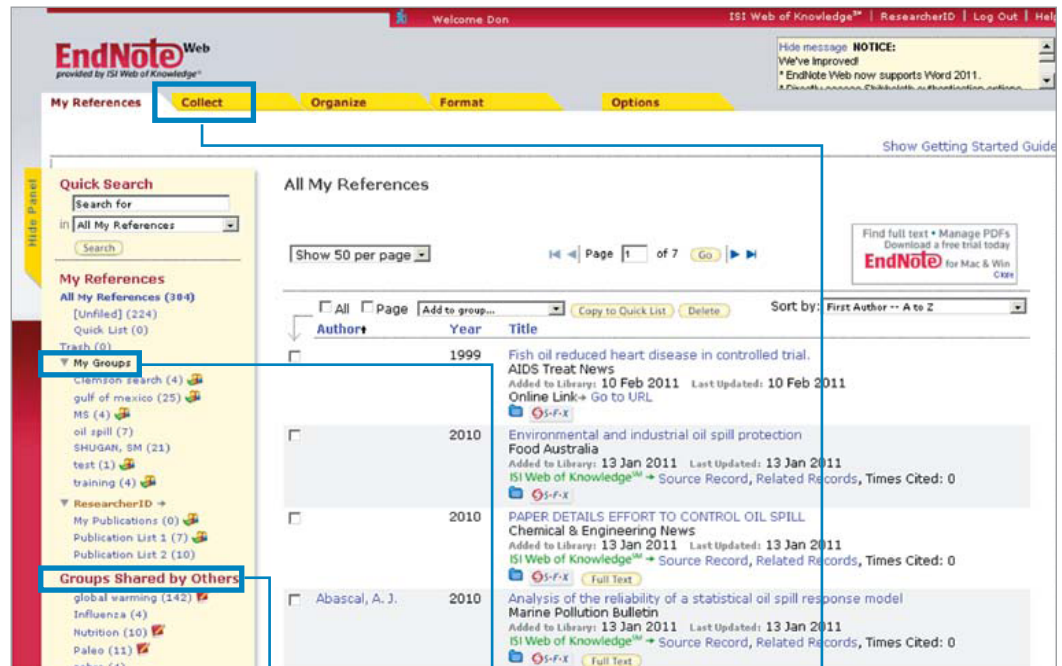 Welcome Don
ISI Web of Knowledge℠ | ResearcherID | Log Out | Help
EndNote Web
provided by ISI Web of Knowledge℠
Hide message NOTICE:
We've Improved!
* EndNote Web now supports Word 2011.
* Directly access Shibboleth authentication options
My References Collect Organize Format Options
Show Getting Started Guide
Hide Panel
Quick Search
Search for
in All My References
Search
My References
All My References (304)
[Unfiled] (224)
Quick List (0)
Trash (0)
▼ My Groups
Clemson search (4)
gulf of mexico (25)
MS (4)
oil spill (7)
SHUGAN, SM (21)
test (1)
training (4)
▼ ResearcherID →
My Publications (0)
Publication List 1 (7)
Publication List 2 (10)
Groups Shared by Others
global warming (142)
Influenza (4)
Nutrition (10)
Paleo (11)
All My References
Show 50 per page
Page 1 of 7 Go
Find full text • Manage PDFs
Download a free trial today
EndNote for Mac & Win
Close
All Page Add to group... Copy to Quick List Delete Sort by: First Author -- A to Z
Author Year Title
1999 Fish oil reduced heart disease in controlled trial.
AIDS Treat News
Added to Library: 10 Feb 2011 Last Updated: 10 Feb 2011
Online Link→ Go to URL
S·F·X
2010 Environmental and industrial oil spill protection
Food Australia
Added to Library: 13 Jan 2011 Last Updated: 13 Jan 2011
ISI Web of Knowledge℠ → Source Record, Related Records, Times Cited: 0
S·F·X
2010 PAPER DETAILS EFFORT TO CONTROL OIL SPILL
Chemical & Engineering News
Added to Library: 13 Jan 2011 Last Updated: 13 Jan 2011
ISI Web of Knowledge℠ → Source Record, Related Records, Times Cited: 0
S·F·X Full Text
Abascal, A. J. 2010 Analysis of the reliability of a statistical oil spill response model
Marine Pollution Bulletin
Added to Library: 13 Jan 2011 Last Updated: 13 Jan 2011
ISI Web of Knowledge℠ → Source Record, Related Records, Times Cited: 0
S·F·X Full Text